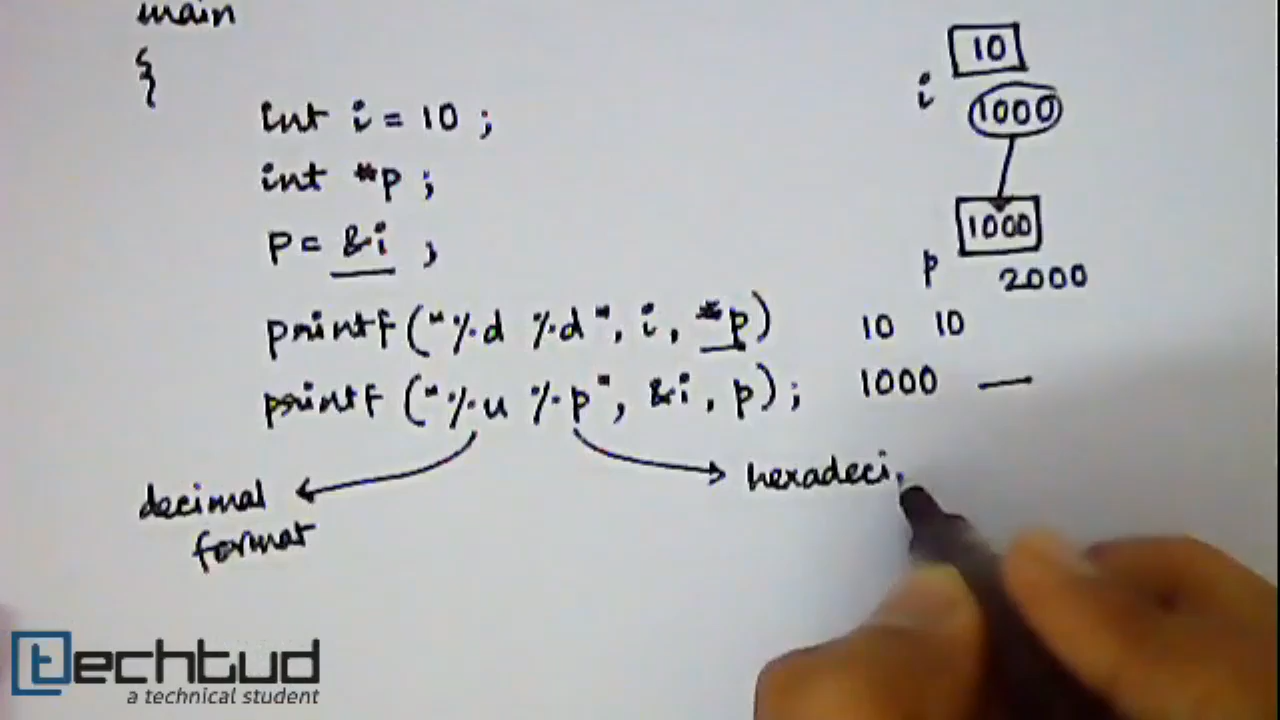 main
{
int i = 10 ;
int *p ;
p = &i ;
printf ("%d %d", i, *p)
printf ("%u %p", &i, p);
decimal
format
hexadeci
10
i
1000
1000
p
2000
10 10
1000 —
techtud
a technical student